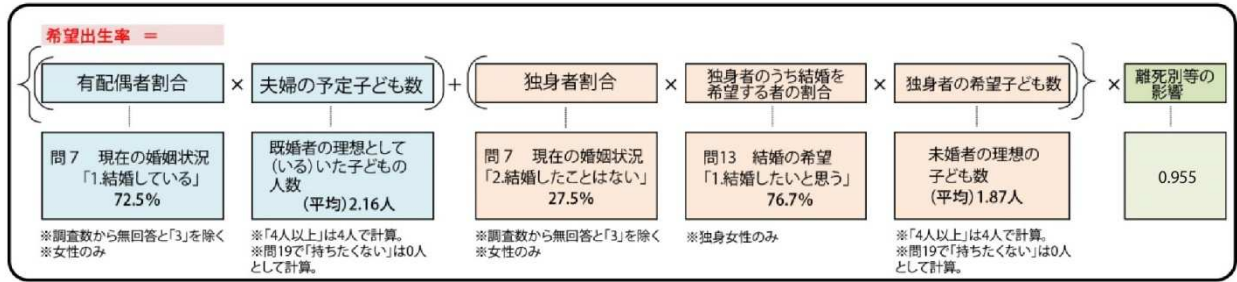 希望出生率 ＝
{( 有配偶者割合 × 夫婦の予定子ども数 ) + ( 独身者割合 × 独身者のうち結婚を
希望する者の割合 × 独身者の希望子ども数 )} × 離死別等の
影響
問7 現在の婚姻状況
「1.結婚している」
72.5%
既婚者の理想として
(いる)いた子どもの
人数
(平均)2.16人
問7 現在の婚姻状況
「2.結婚したことはない」
27.5%
問13 結婚の希望
「1.結婚したいと思う」
76.7%
未婚者の理想の
子ども数
(平均)1.87人
0.955
※調査数から無回答と「3」を除く
※女性のみ
※「4人以上」は4人で計算。
※問19で「持ちたくない」は0人
として計算。
※調査数から無回答と「3」を除く
※女性のみ
※独身女性のみ
※「4人以上」は4人で計算。
※問19で「持ちたくない」は0人
として計算。